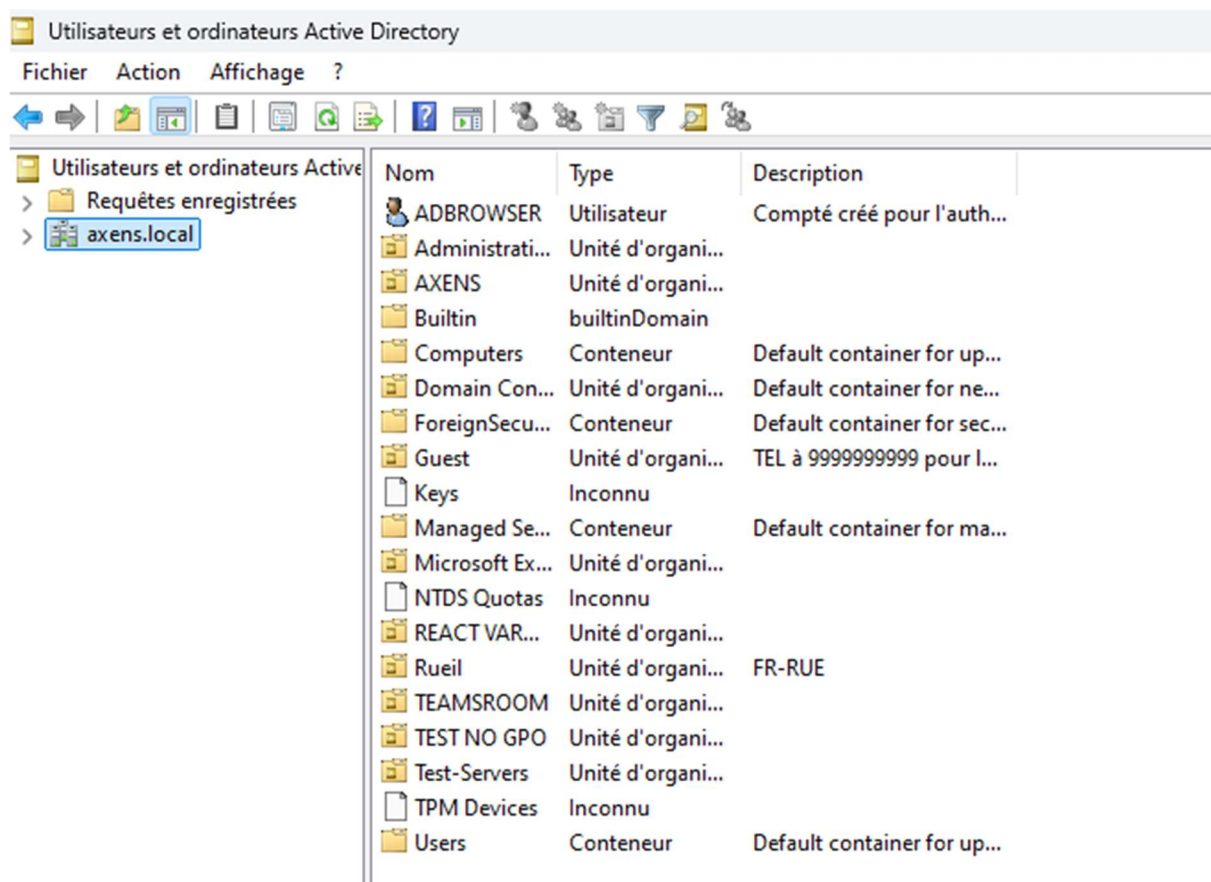 Utilisateurs et ordinateurs Active Directory
Fichier Action Affichage ?
Utilisateurs et ordinateurs Active
Requêtes enregistrées
axens.local
Nom Type Description
ADBROWSER Utilisateur Compté créé pour l'auth...
Administrati... Unité d'organi...
AXENS Unité d'organi...
Builtin builtinDomain
Computers Conteneur Default container for up...
Domain Con... Unité d'organi... Default container for ne...
ForeignSecu... Conteneur Default container for sec...
Guest Unité d'organi... TEL à 9999999999 pour l...
Keys Inconnu
Managed Se... Conteneur Default container for ma...
Microsoft Ex... Unité d'organi...
NTDS Quotas Inconnu
REACT VAR... Unité d'organi...
Rueil Unité d'organi... FR-RUE
TEAMSROOM Unité d'organi...
TEST NO GPO Unité d'organi...
Test-Servers Unité d'organi...
TPM Devices Inconnu
Users Conteneur Default container for up...